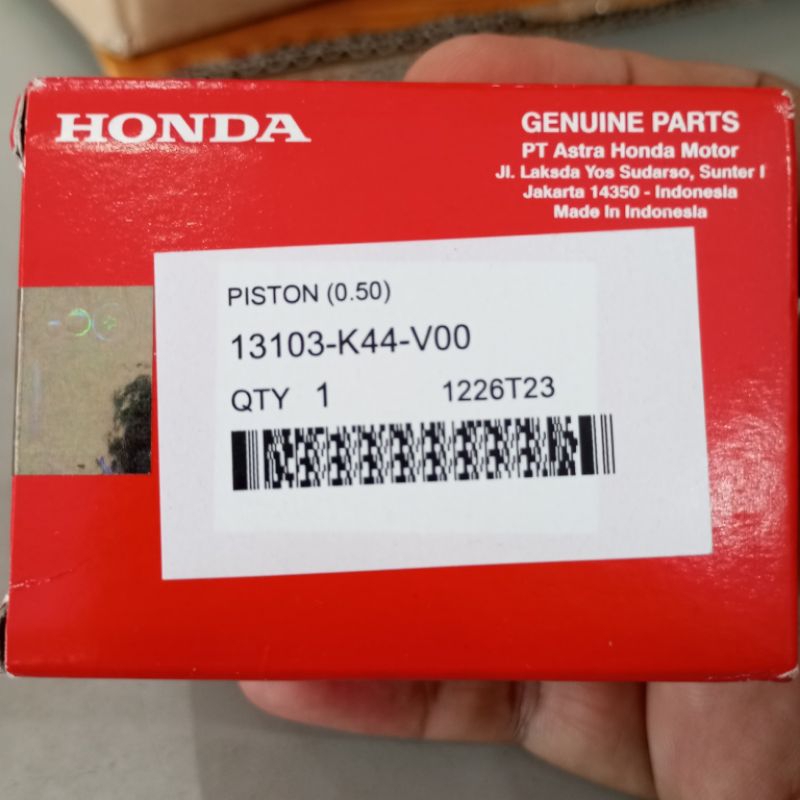 HONDA
GENUINE PARTS
PT Astra Honda Motor
Jl. Laksda Yos Sudarso, Sunter I
Jakarta 14350 - Indonesia
Made In Indonesia
PISTON (0.50)
13103-K44-V00
QTY 1 1226T23